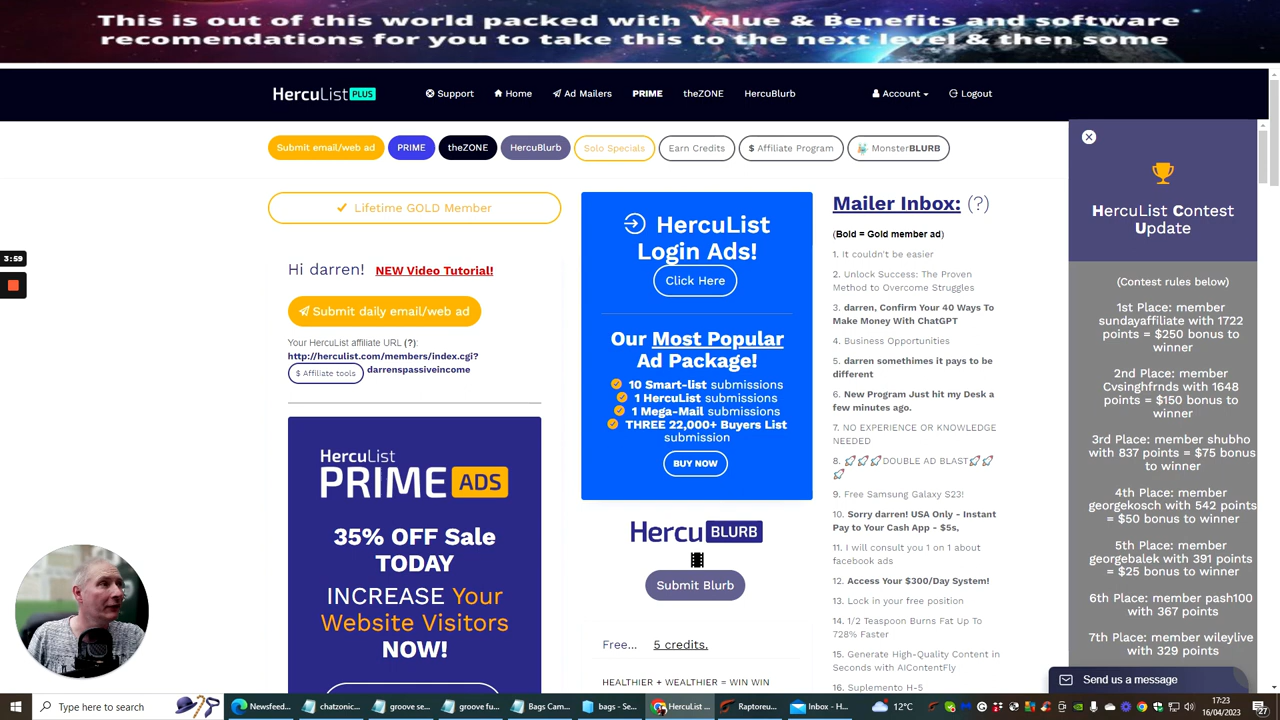 This is out of this world packed with Value & Benefits and software
recomendations for you to take this to the next level & then some
HercuList PLUS
Support
Home
Ad Mailers
PRIME
theZONE
HercuBlurb
Account
Logout
Submit email/web ad
PRIME
theZONE
HercuBlurb
Solo Specials
Earn Credits
$ Affiliate Program
MonsterBLURB
Lifetime GOLD Member
Hi darren! NEW Video Tutorial!
Submit daily email/web ad
Your HercuList affiliate URL (?):
http://herculist.com/members/index.cgi?
$ Affiliate tools darrenspassiveincome
HercuList
PRIME ADS
35% OFF Sale
TODAY
INCREASE Your
Website Visitors
NOW!
HercuList
Login Ads!
Click Here
Our Most Popular
Ad Package!
10 Smart-list submissions
1 HercuList submissions
1 Mega-Mail submissions
THREE 22,000+ Buyers List
submission
BUY NOW
Hercu BLURB
Submit Blurb
Free... 5 credits.
HEALTHIER + WEALTHIER = WIN WIN
Mailer Inbox: (?)
(Bold = Gold member ad)
1. It couldn't be easier
2. Unlock Success: The Proven
Method to Overcome Struggles
3. darren, Confirm Your 40 Ways To
Make Money With ChatGPT
4. Business Opportunities
5. darren somethimes it pays to be
different
6. New Program Just hit my Desk a
few minutes ago.
7. NO EXPERIENCE OR KNOWLEDGE
NEEDED
8. 🚀🚀🚀DOUBLE AD BLAST🚀🚀
🚀
9. Free Samsung Galaxy S23!
10. Sorry darren! USA Only - Instant
Pay to Your Cash App - $5s,
11. I will consult you 1 on 1 about
facebook ads
12. Access Your $300/Day System!
13. Lock in your free position
14. 1/2 Teaspoon Burns Fat Up To
728% Faster
15. Generate High-Quality Content in
Seconds with AIContentFly
16. Suplemento H-5
HercuList Contest
Update
(Contest rules below)
1st Place: member
sundayaffiliate with 1722
points = $250 bonus to
winner
2nd Place: member
Cvsinghfrnds with 1648
points = $150 bonus to
winner
3rd Place: member shubho
with 837 points = $75 bonus
to winner
4th Place: member
georgekosch with 542 points
= $50 bonus to winner
5th Place: member
georgebalek with 391 points
= $25 bonus to winner
6th Place: member pash100
with 367 points
7th Place: member wileylive
with 329 points
Send us a message
3:59
Type here to search
Newsfeed...
chatzonic...
groove se...
groove fu...
Bags Cam...
bags - Se...
HercuList ...
Raptoreu...
Inbox - H...
12°C
17:23
16/04/2023